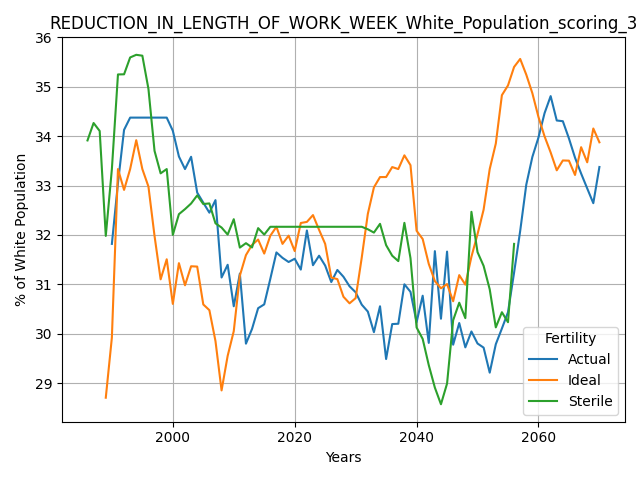 REDUCTION_IN_LENGTH_OF_WORK_WEEK_White_Population_scoring_3
36
35
34
33
32
31
30
29
% of White Population
2000
2020
2040
2060
Years
Fertility
Actual
Ideal
Sterile